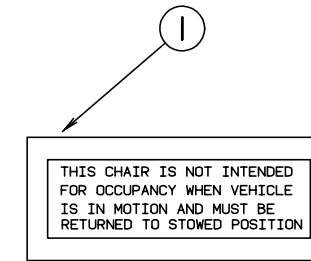 1
THIS CHAIR IS NOT INTENDED
FOR OCCUPANCY WHEN VEHICLE
IS IN MOTION AND MUST BE
RETURNED TO STOWED POSITION